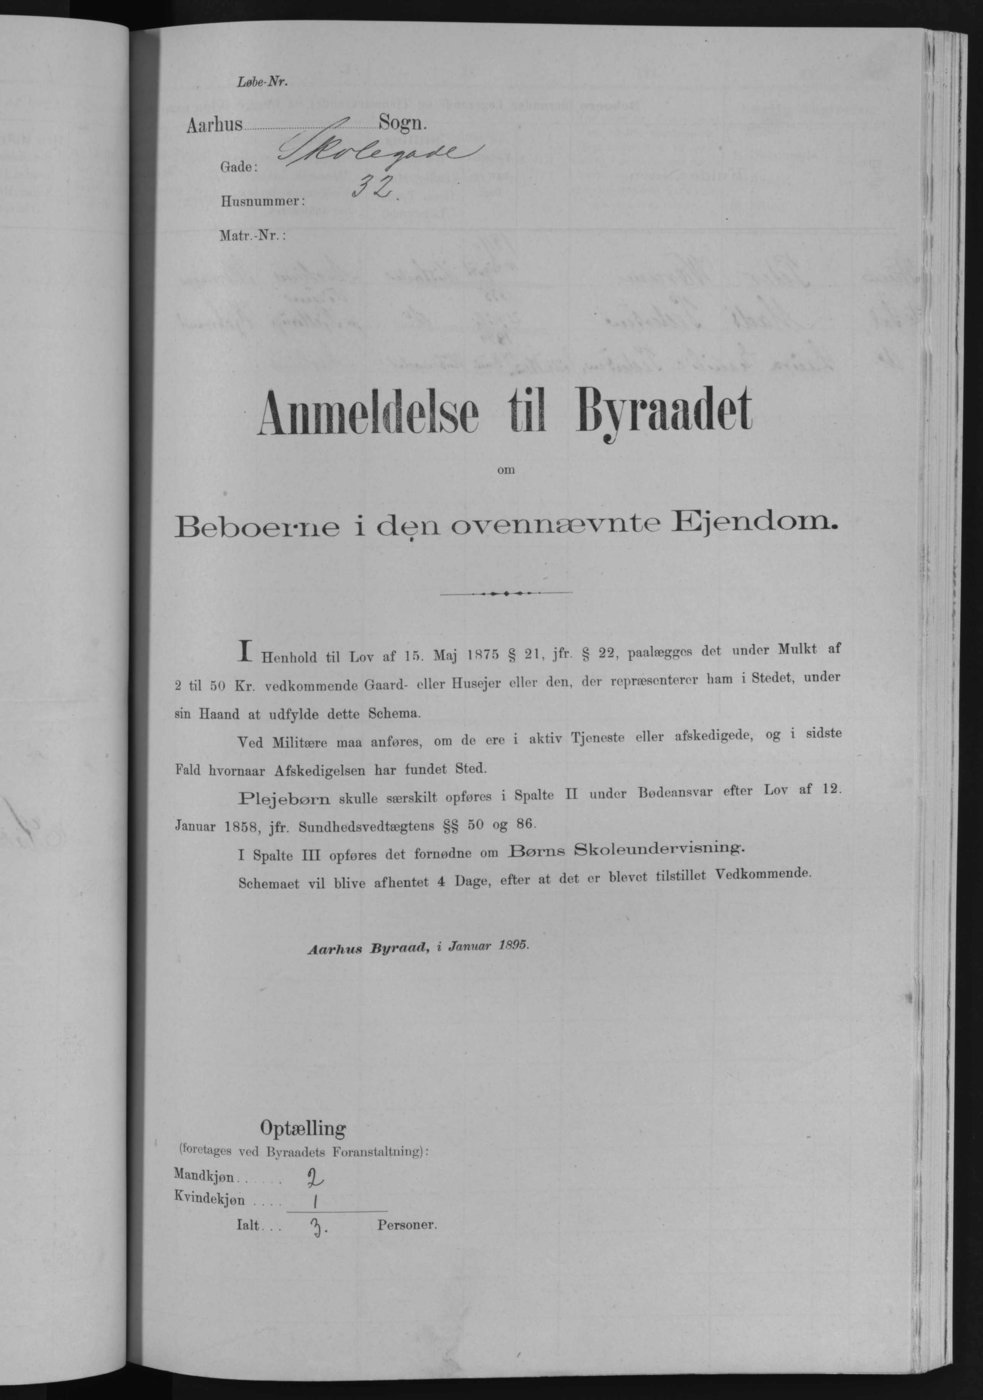 Løbe-Nr.
Aarhus Sogn.
Gade: Skolegade
Husnummer: 32.
Matr.-Nr.:
Anmeldelse til Byraadet
om
Beboerne i den ovennævnte Ejendom.
I Henhold til Lov af 15. Maj 1875 § 21, jfr. § 22, paalægges det under Mulkt af
2 til 50 Kr. vedkommende Gaard- eller Husejer eller den, der repræsenterer ham i Stedet, under
sin Haand at udfylde dette Schema.
Ved Militære maa anføres, om de ere i aktiv Tjeneste eller afskedigede, og i sidste
Fald hvornaar Afskedigelsen har fundet Sted.
Plejebørn skulle særskilt opføres i Spalte II under Bødeansvar efter Lov af 12.
Januar 1858, jfr. Sundhedsvedtægtens §§ 50 og 86.
I Spalte III opføres det fornødne om Børns Skoleundervisning.
Schemaet vil blive afhentet 4 Dage, efter at det er blevet tilstillet Vedkommende.
Aarhus Byraad, i Januar 1895.
Optælling
(foretages ved Byraadets Foranstaltning):
Mandkjøn...... 2
Kvindekjøn .... 1
Ialt... 3. Personer.